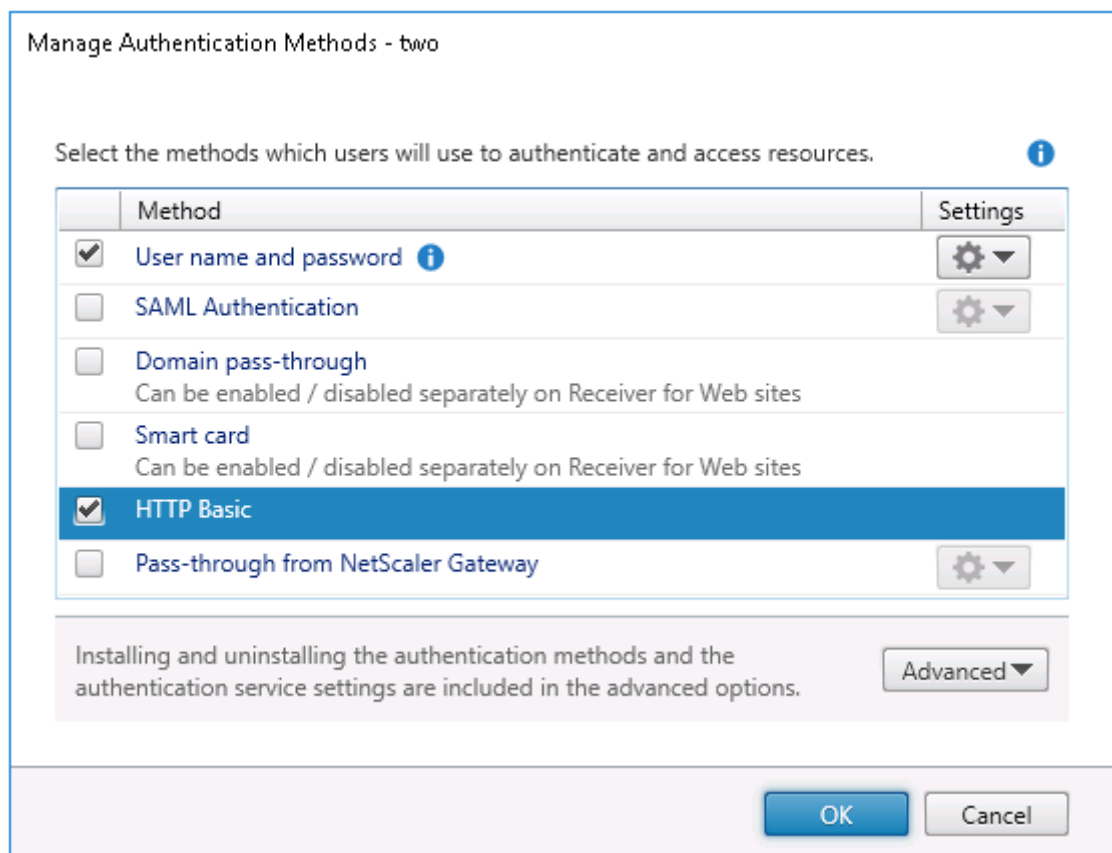 Manage Authentication Methods - two
Select the methods which users will use to authenticate and access resources.
Method Settings
User name and password
SAML Authentication
Domain pass-through
Can be enabled / disabled separately on Receiver for Web sites
Smart card
Can be enabled / disabled separately on Receiver for Web sites
HTTP Basic
Pass-through from NetScaler Gateway
Installing and uninstalling the authentication methods and the
authentication service settings are included in the advanced options.
Advanced
OK Cancel